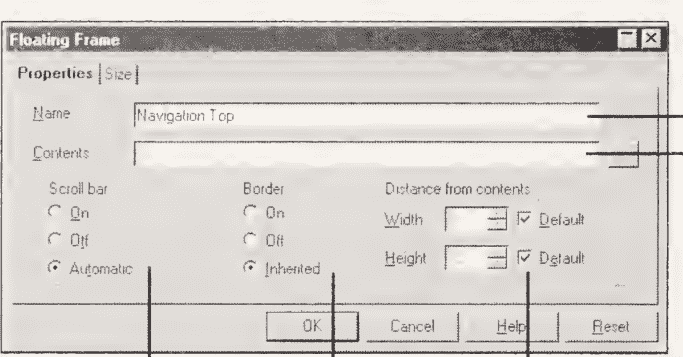 Floating Frame
Properties Size
Name Navigation Top
Contents
Scroll bar Border Distance from contents
On On Width Default
Off Off Height Default
Automatic Inherited
OK Cancel Help Reset